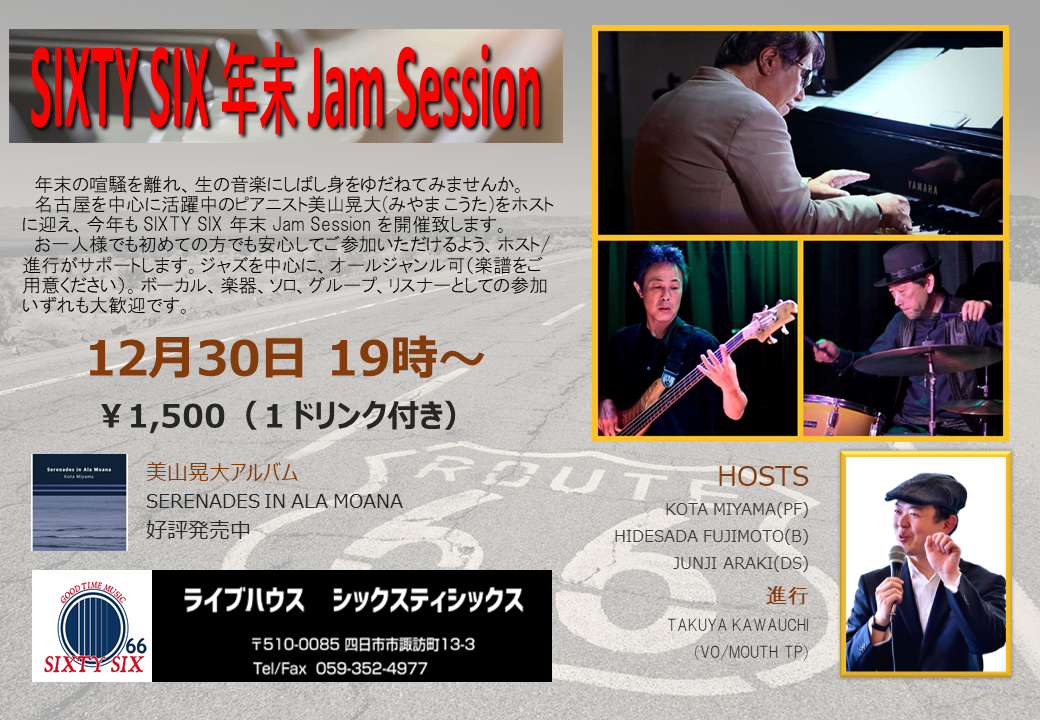 SIXTY SIX 年末 Jam Session
年末の喧騒を離れ、生の音楽にしばし身をゆだねてみませんか。
名古屋を中心に活躍中のピアニスト美山晃大(みやま こうた)をホスト
に迎え、今年も SIXTY SIX 年末 Jam Session を開催致します。
お一人様でも初めての方でも安心してご参加いただけるよう、ホスト/
進行がサポートします。ジャズを中心に、オールジャンル可(楽譜をご
用意ください)。ボーカル、楽器、ソロ、グループ、リスナーとしての参加
いずれも大歓迎です。
12月30日 19時～
￥1,500（１ドリンク付き）
YAMAHA
Serenades in Ala Moana
Kota Miyama
美山晃大アルバム
SERENADES IN ALA MOANA
好評発売中
ROUTE
66
HOSTS
KOTA MIYAMA(PF)
HIDESADA FUJIMOTO(B)
JUNJI ARAKI(DS)
進行
TAKUYA KAWAUCHI
(VO/MOUTH TP)
GOOD TIME MUSIC
66
SIXTY SIX
ライブハウス シックスティシックス
〒510-0085 四日市市諏訪町13-3
Tel/Fax 059-352-4977